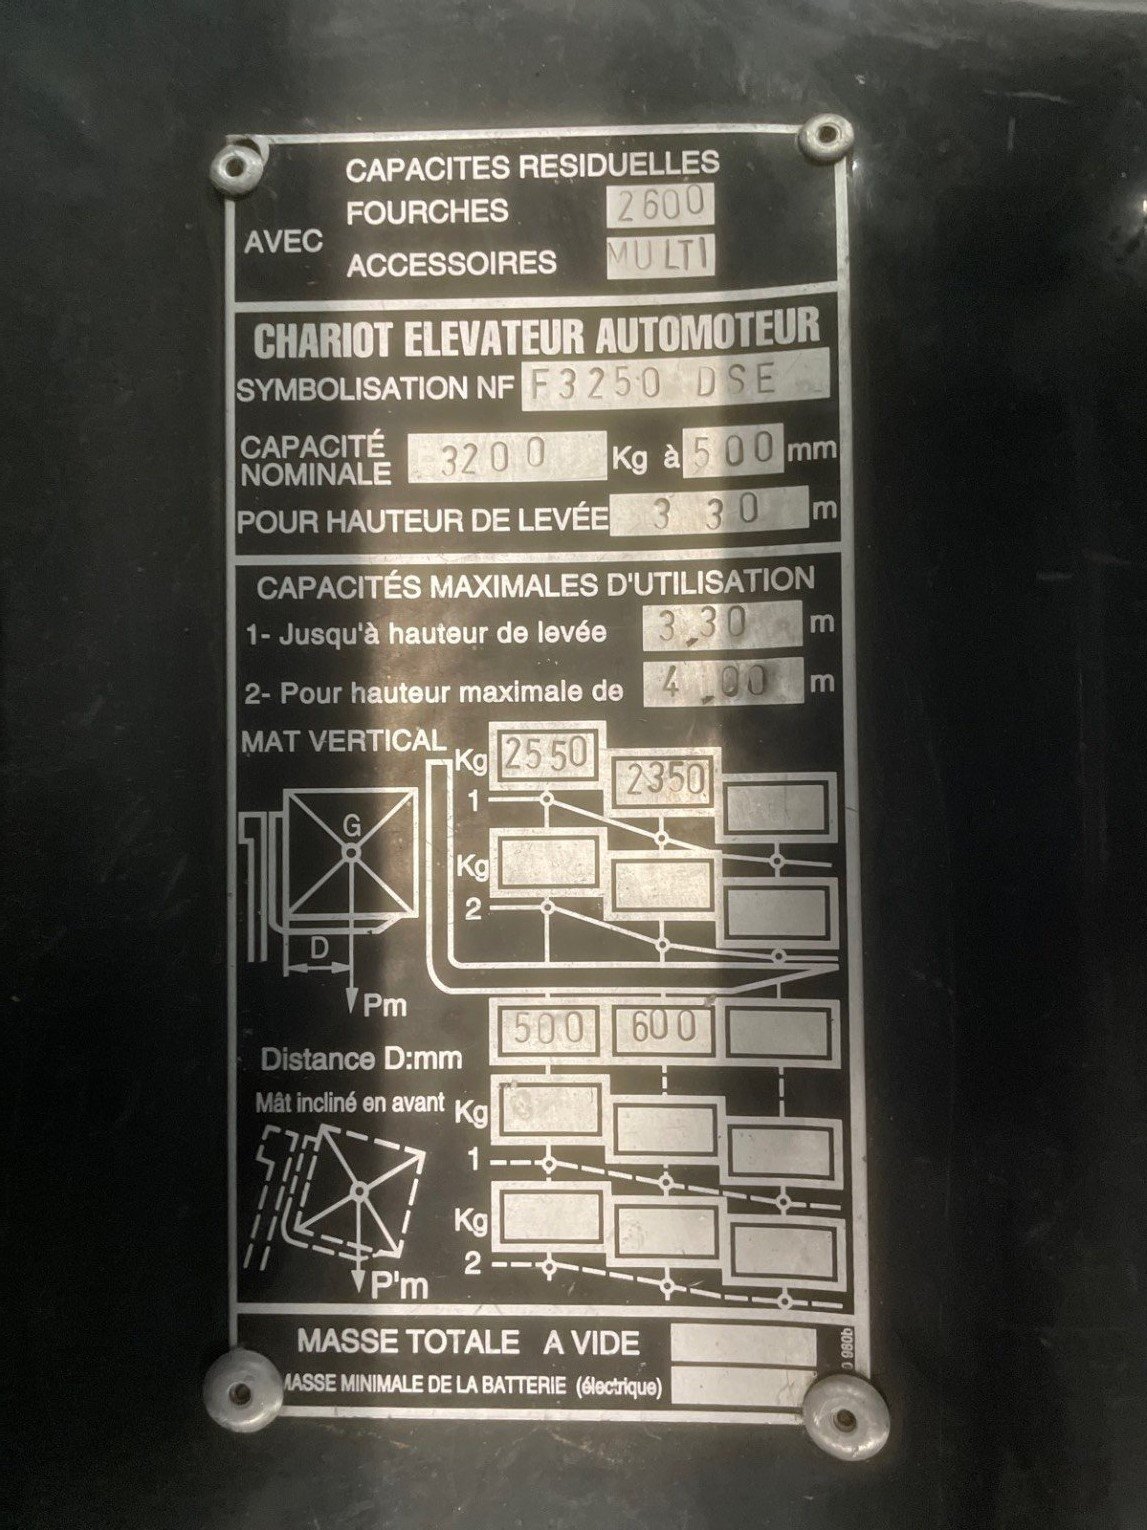 CAPACITES RESIDUELLES
AVEC
FOURCHES 2600
ACCESSOIRES MULTI
CHARIOT ELEVATEUR AUTOMOTEUR
SYMBOLISATION NF F3250 DSE
CAPACITÉ NOMINALE 3200 Kg à 500 mm
POUR HAUTEUR DE LEVÉE 3 30 m
CAPACITÉS MAXIMALES D'UTILISATION
1- Jusqu'à hauteur de levée 3.30 m
2- Pour hauteur maximale de 4.00 m
MAT VERTICAL
Kg 2550 2350
1
G
Kg
2
D
Pm
Distance D:mm 500 600
Mât incliné en avant
Kg
1
Kg
2
P'm
MASSE TOTALE A VIDE
MASSE MINIMALE DE LA BATTERIE (électrique)